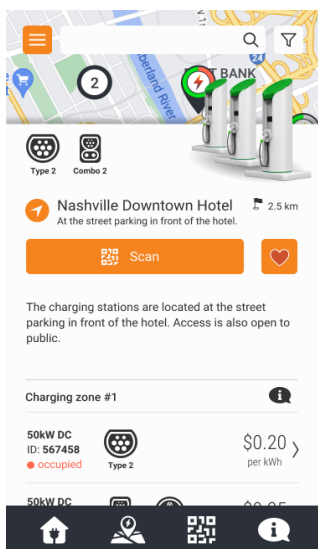 24
2
T BANK
berland River
Type 2
Combo 2
Nashville Downtown Hotel
2.5 km
At the street parking in front of the hotel.
Scan
The charging stations are located at the street
parking in front of the hotel. Access is also open to
public.
Charging zone #1
50kW DC
ID: 567458
occupied
Type 2
$0.20
per kWh
50kW DC